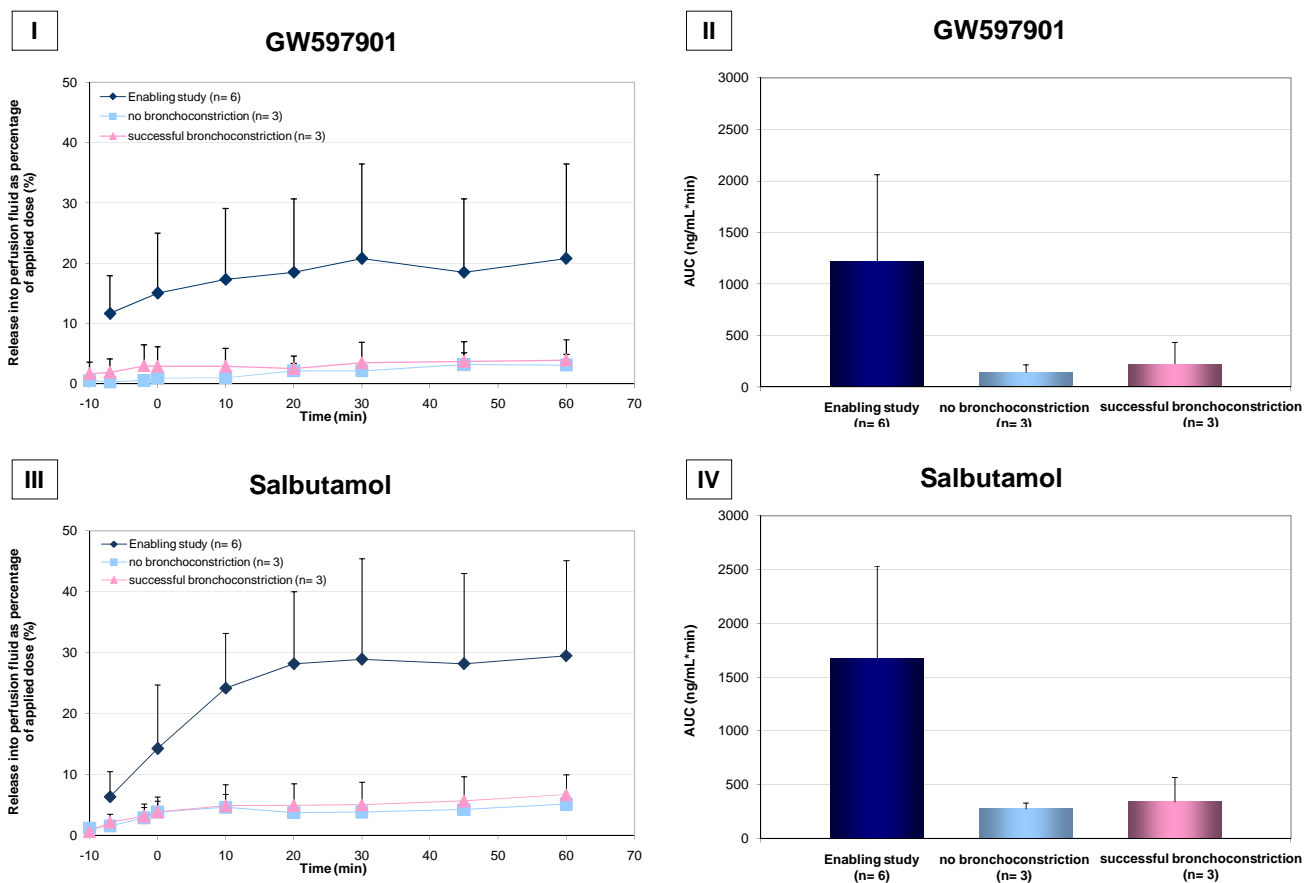 I
GW597901
Release into perfusion fluid as percentage
of applied dose (%)
50
40
30
20
10
0
Enabling study (n= 6)
no bronchoconstriction (n= 3)
successful bronchoconstriction (n= 3)
-10 0 10 20 30 40 50 60 70
Time (min)
II
GW597901
AUC (ng/mL*min)
3000
2500
2000
1500
1000
500
0
Enabling study no bronchoconstriction successful bronchoconstriction
(n= 6) (n= 3) (n= 3)
III
Salbutamol
Release into perfusion fluid as percentage
of applied dose (%)
50
40
30
20
10
0
Enabling study (n= 6)
no bronchoconstriction (n= 3)
successful bronchoconstriction (n= 3)
-10 0 10 20 30 40 50 60 70
Time (min)
IV
Salbutamol
AUC (ng/mL*min)
3000
2500
2000
1500
1000
500
0
Enabling study no bronchoconstriction successful bronchoconstriction
(n= 6) (n= 3) (n= 3)